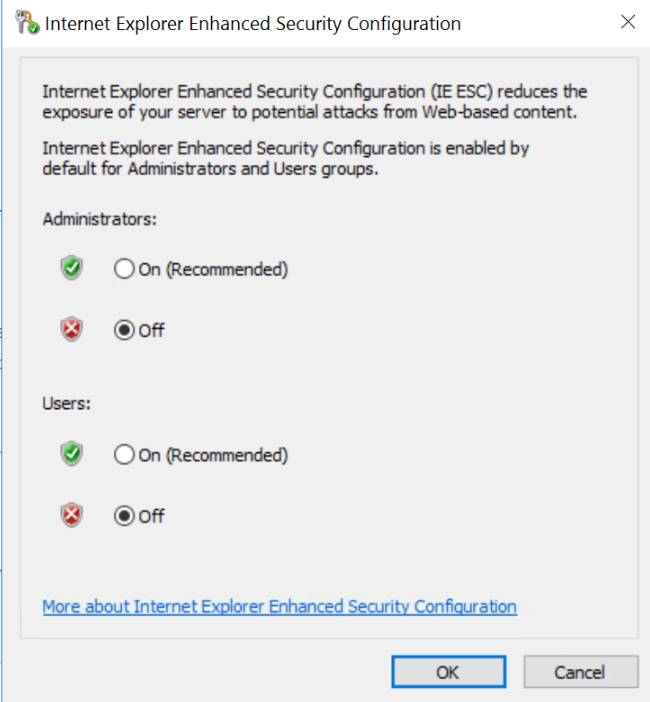 Internet Explorer Enhanced Security Configuration
Internet Explorer Enhanced Security Configuration (IE ESC) reduces the
exposure of your server to potential attacks from Web-based content.
Internet Explorer Enhanced Security Configuration is enabled by
default for Administrators and Users groups.
Administrators:
On (Recommended)
Off
Users:
On (Recommended)
Off
More about Internet Explorer Enhanced Security Configuration
OK
Cancel